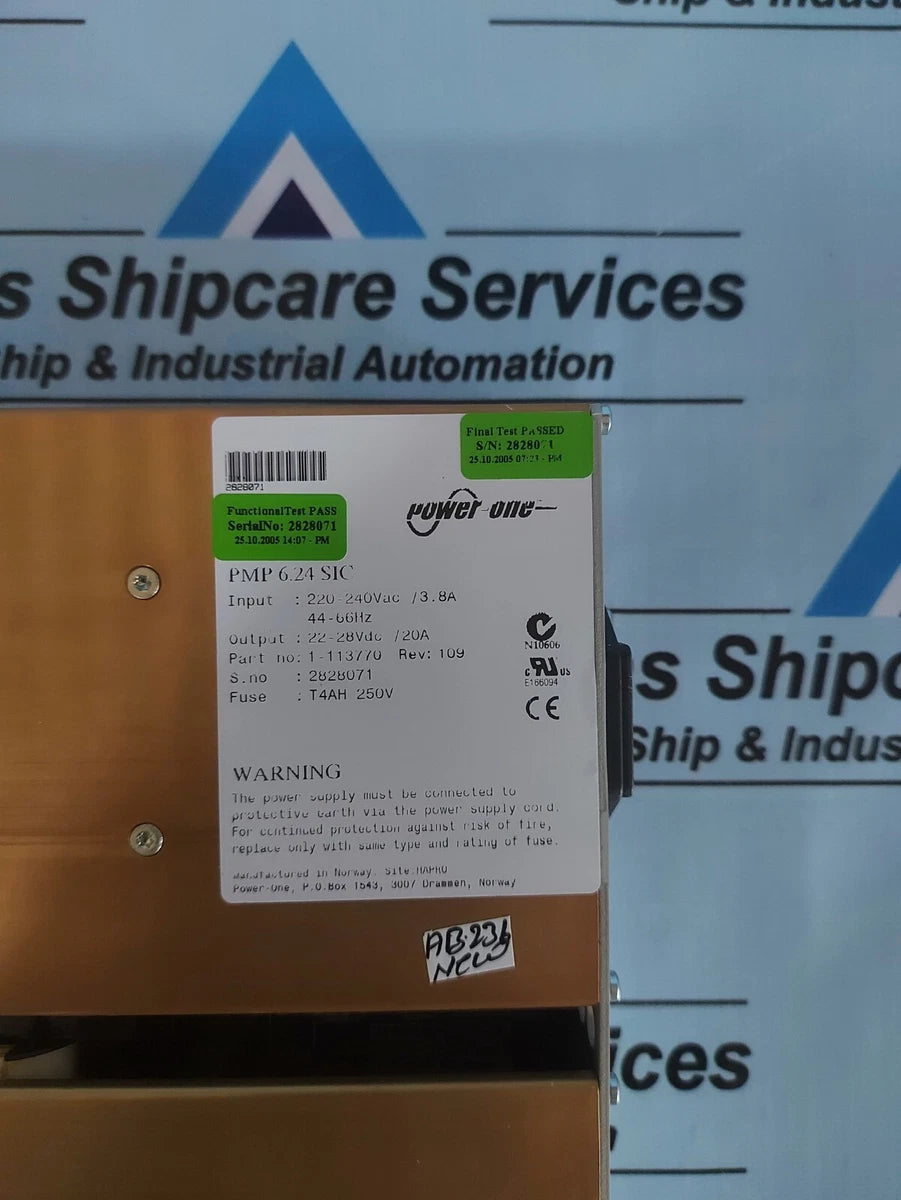 Ship & Indust
s Shipcare Services
hip & Industrial Automation
Final Test PASSED
S/N: 2828071
25.10.2005 07:23 - PM
2828071
FunctionalTest PASS
SerialNo: 2828071
25.10.2005 14:07 - PM
power-one
PMP 6.24 SIC
Input : 220-240Vac /3.8A
44-66Hz
Output : 22-28Vdc /20A
Part no: 1-113770 Rev: 109
S.no : 2828071
Fuse : T4AH 250V
N10606
c RU US
E166094
CE
WARNING
The power supply must be connected to
protective earth via the power supply cord.
For continued protection against risk of fire,
replace only with same type and rating of fuse.
Manufactured in Norway. Site:HAPRO
Power-One, P.O.Box 1543, 3007 Drammen, Norway
AB-236
NEW
s Shipc
Ship & Indus
ices